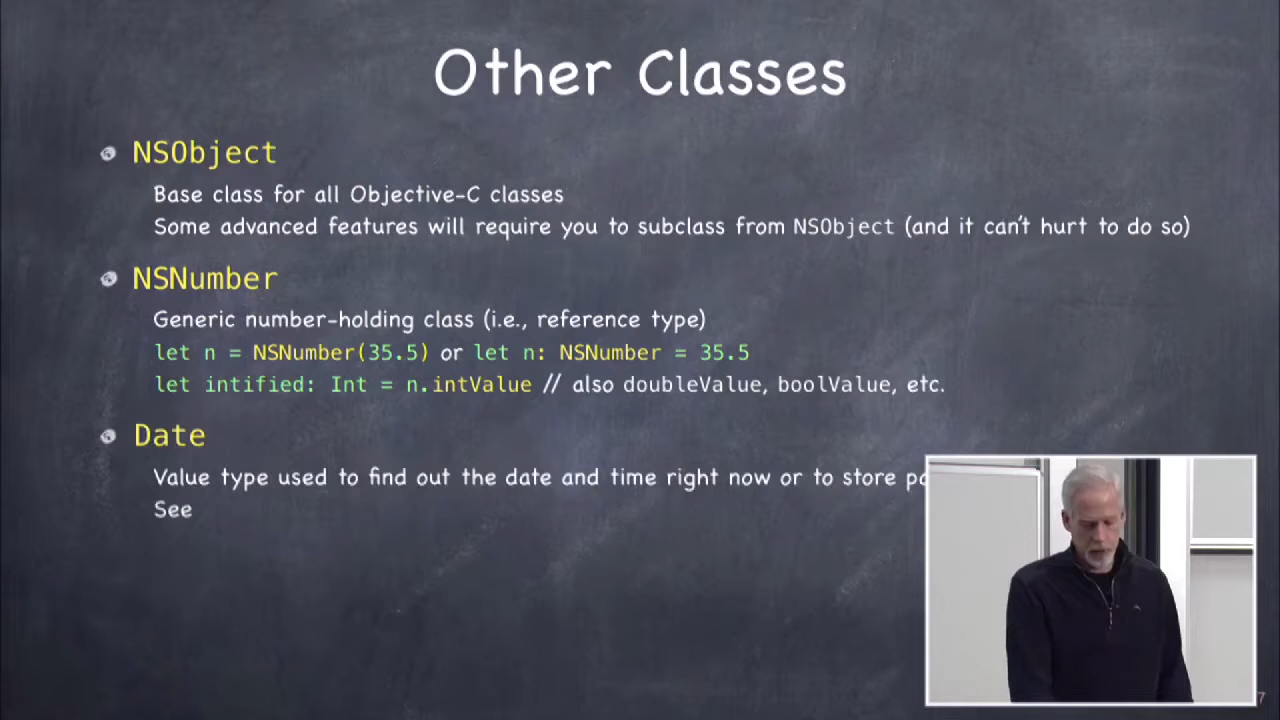 Other Classes
NSObject
Base class for all Objective-C classes
Some advanced features will require you to subclass from NSObject (and it can't hurt to do so)
NSNumber
Generic number-holding class (i.e., reference type)
let n = NSNumber(35.5) or let n: NSNumber = 35.5
let intified: Int = n.intValue // also doubleValue, boolValue, etc.
Date
Value type used to find out the date and time right now or to store
See
7